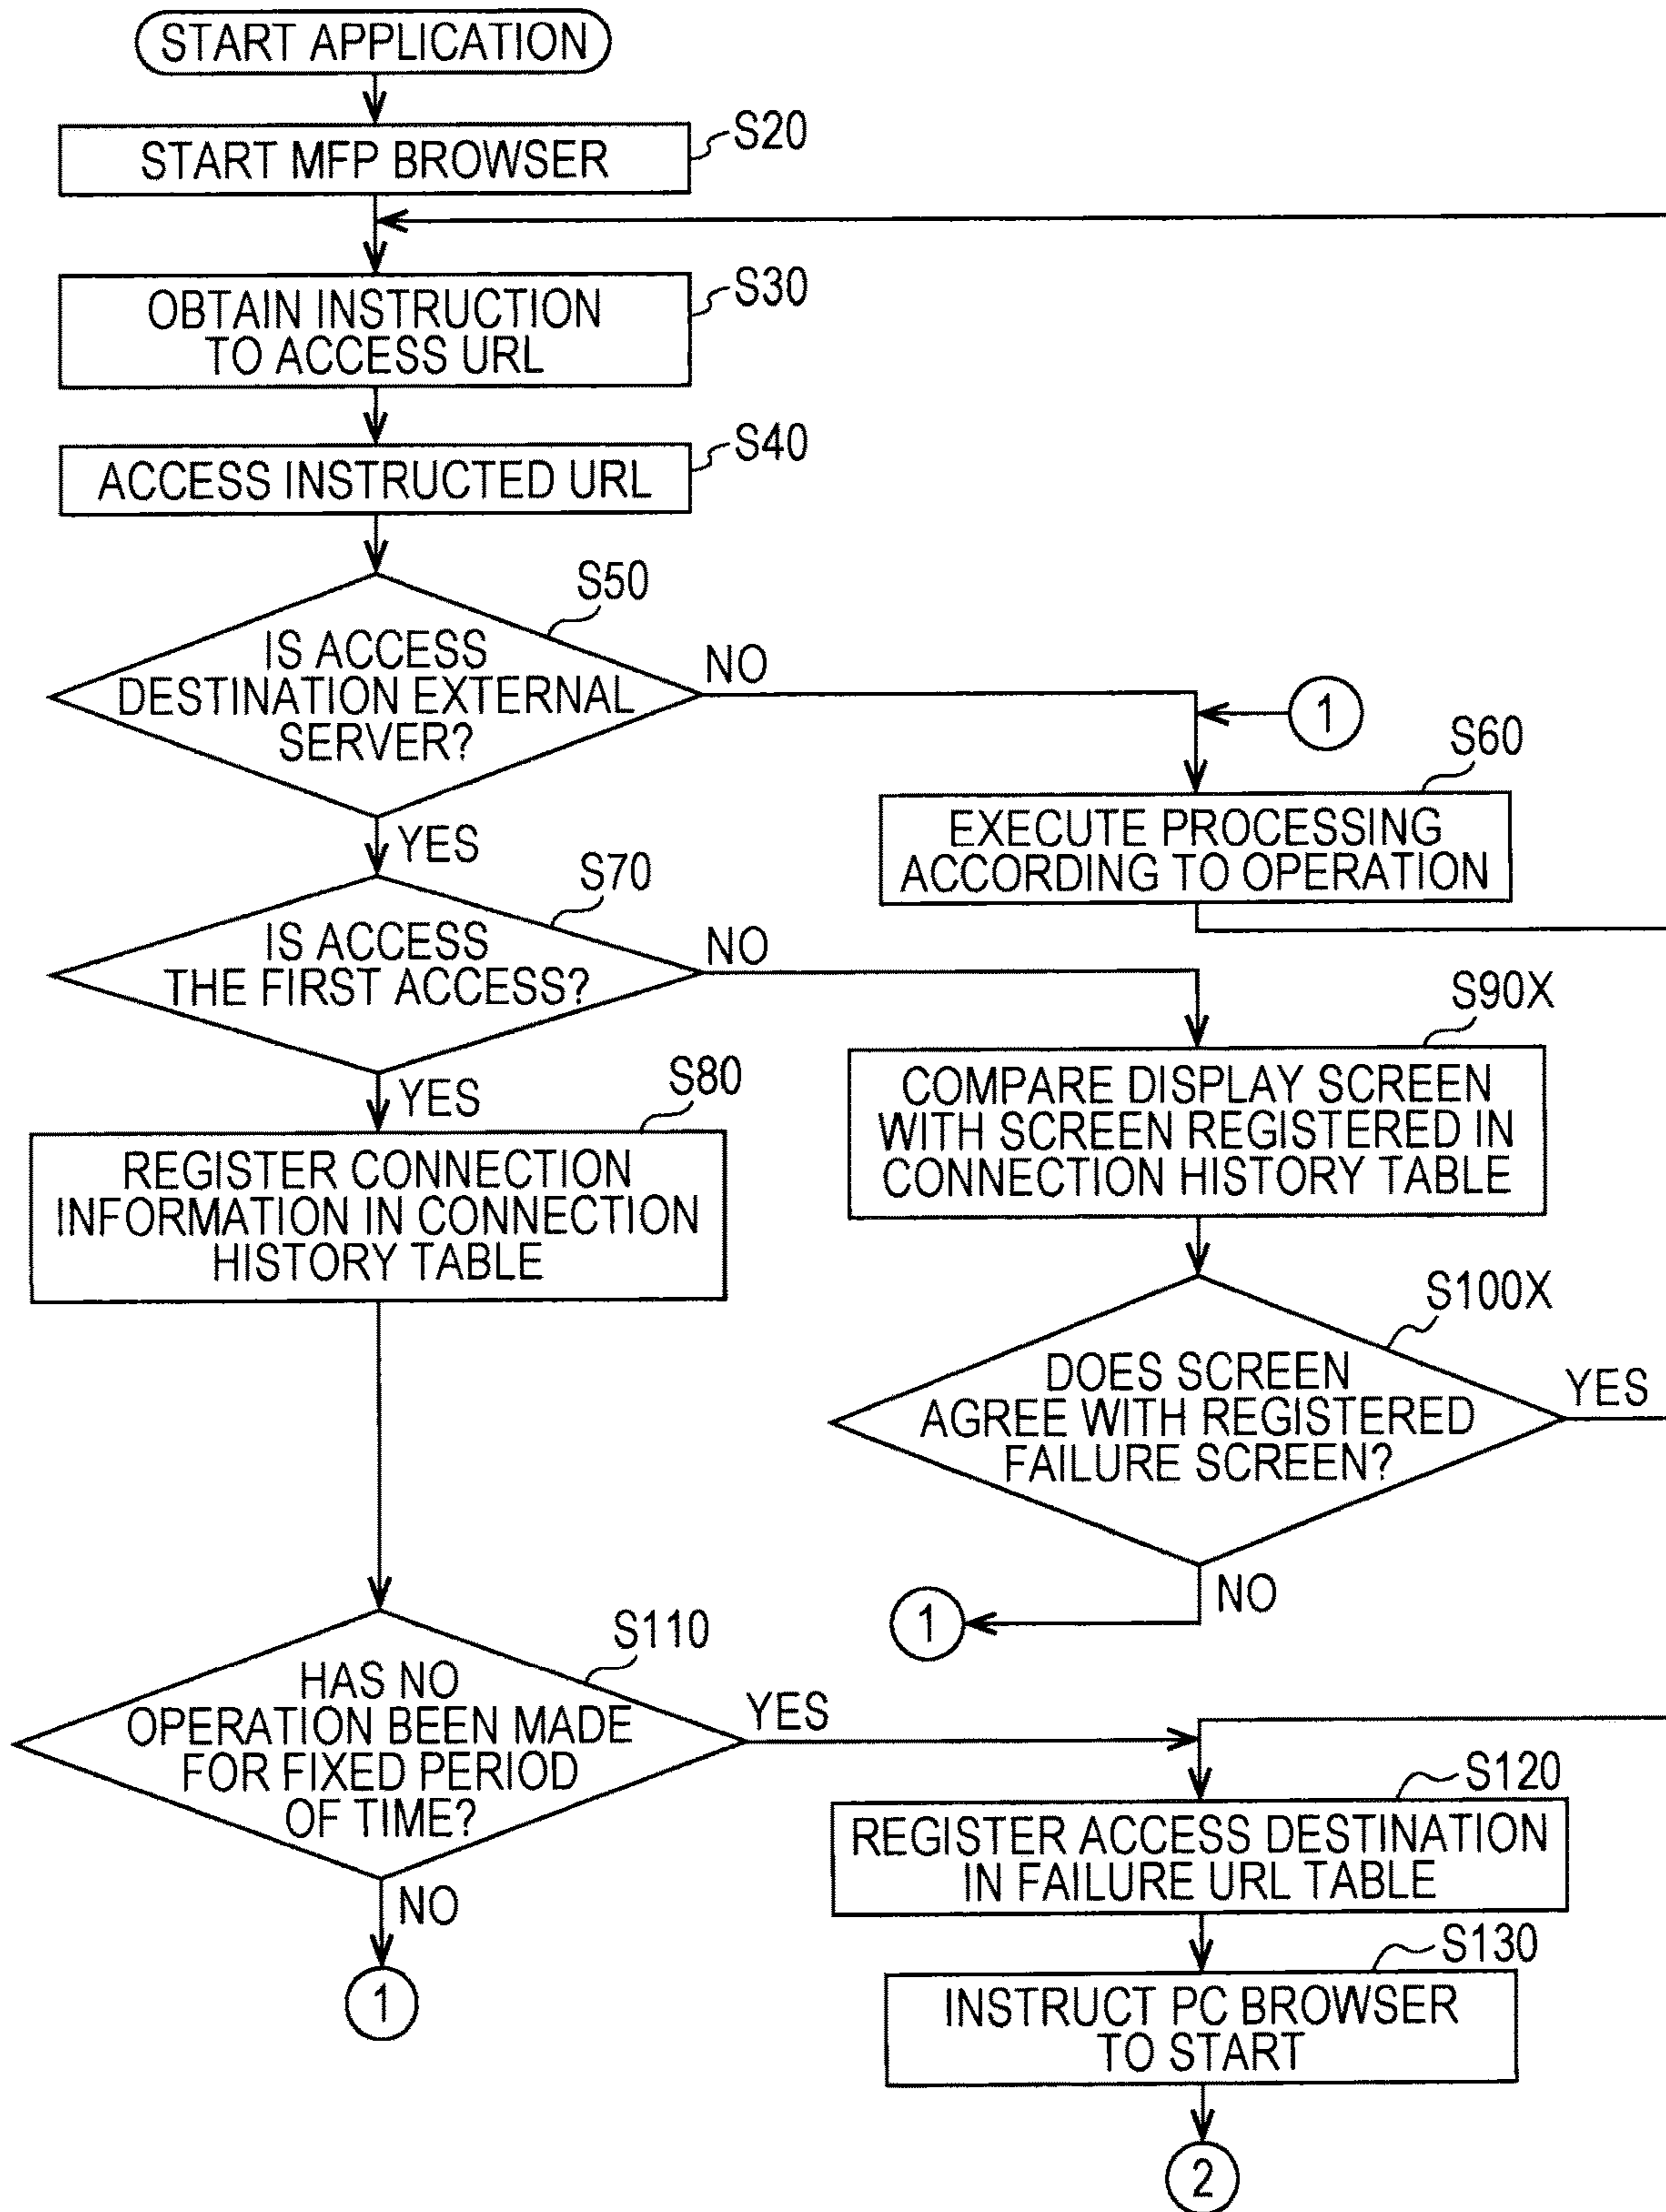 START APPLICATION
START MFP BROWSER
S20
OBTAIN INSTRUCTION
TO ACCESS URL
S30
ACCESS INSTRUCTED URL
S40
IS ACCESS
DESTINATION EXTERNAL
SERVER?
S50
NO
YES
1
EXECUTE PROCESSING
ACCORDING TO OPERATION
S60
IS ACCESS
THE FIRST ACCESS?
S70
NO
YES
REGISTER CONNECTION
INFORMATION IN CONNECTION
HISTORY TABLE
S80
COMPARE DISPLAY SCREEN
WITH SCREEN REGISTERED IN
CONNECTION HISTORY TABLE
S90X
DOES SCREEN
AGREE WITH REGISTERED
FAILURE SCREEN?
S100X
YES
NO
1
HAS NO
OPERATION BEEN MADE
FOR FIXED PERIOD
OF TIME?
S110
YES
NO
1
REGISTER ACCESS DESTINATION
IN FAILURE URL TABLE
S120
INSTRUCT PC BROWSER
TO START
S130
2